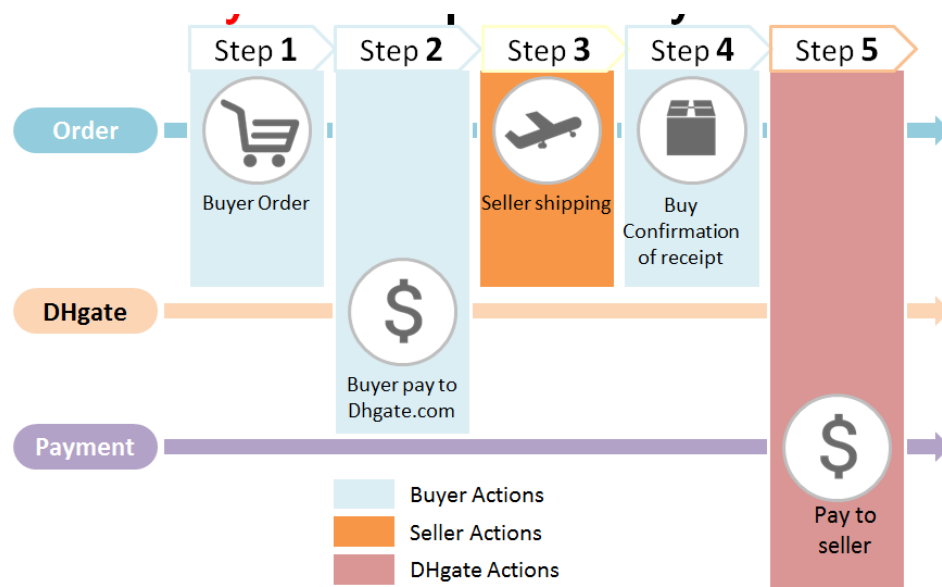 Step 1
Step 2
Step 3
Step 4
Step 5
Order
Buyer Order
Seller shipping
Buy
Confirmation
of receipt
DHgate
Buyer pay to
Dhgate.com
Payment
Pay to
seller
Buyer Actions
Seller Actions
DHgate Actions